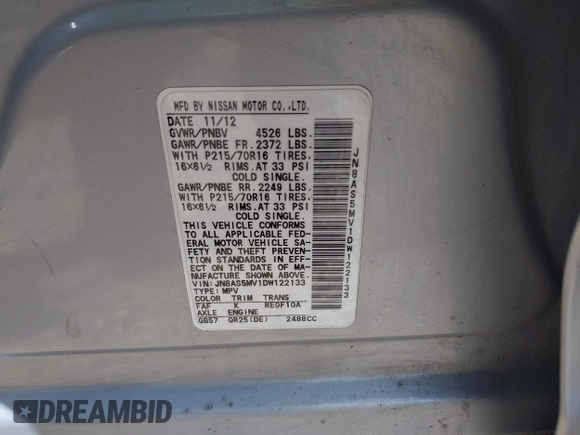 MFD BY NISSAN MOTOR CO.,LTD.
DATE 11/12
GVWR/PNBV 4526 LBS.
GAWR/PNBE FR. 2372 LBS.
WITH P215/70R16 TIRES.
16×6½ RIMS. AT 33 PSI
COLD SINGLE.
GAWR/PNBE RR. 2249 LBS.
WITH P215/70R16 TIRES.
16×6½ RIMS. AT 33 PSI
COLD SINGLE.
THIS VEHICLE CONFORMS
TO ALL APPLICABLE FED-
ERAL MOTOR VEHICLE SA-
FETY AND THEFT PREVEN-
TION STANDARDS IN EFF-
ECT ON THE DATE OF MA-
NUFACTURE SHOWN ABOVE.
VIN: JN8AS5MV1DW122133
TYPE: MPV
COLOR TRIM TRANS
FAF K RE0F10A
AXLE ENGINE
GB57 QR25(DE) 2488CC
JN8AS5MV1DW122133
DREAMBID